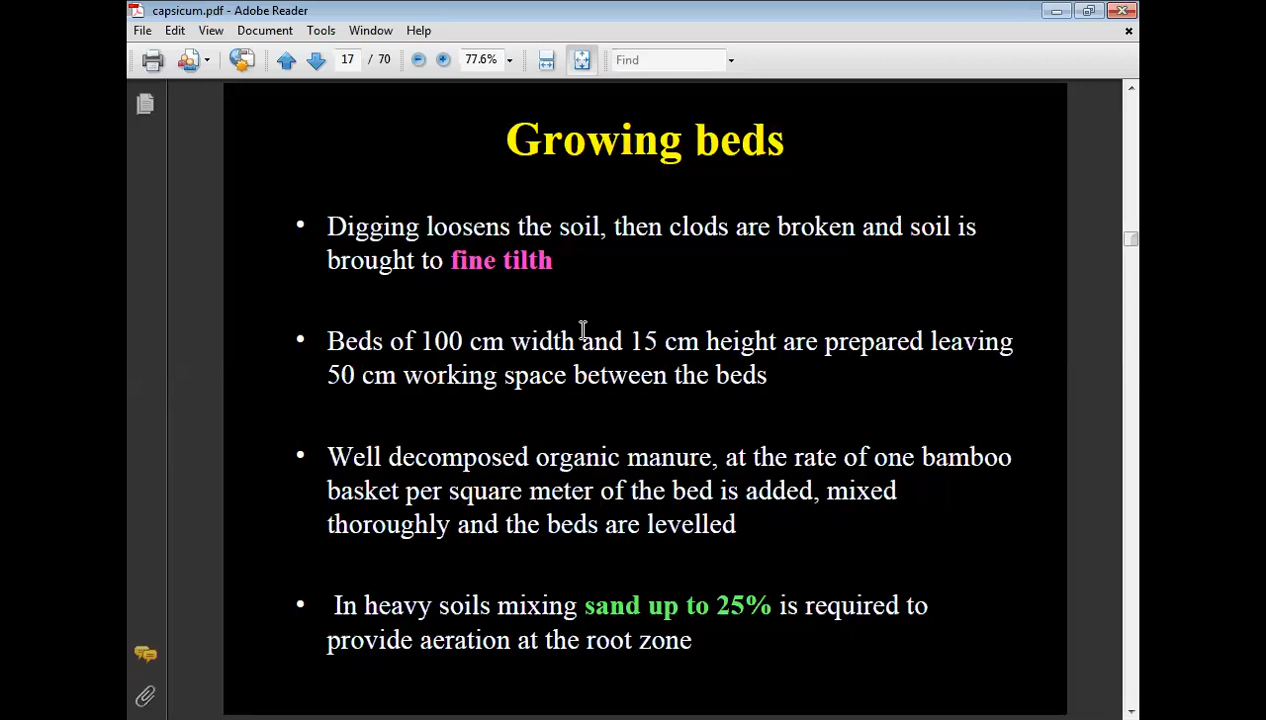 capsicum.pdf - Adobe Reader
File Edit View Document Tools Window Help
17 / 70 77.6% Find
Growing beds
• Digging loosens the soil, then clods are broken and soil is
brought to fine tilth
• Beds of 100 cm width and 15 cm height are prepared leaving
50 cm working space between the beds
• Well decomposed organic manure, at the rate of one bamboo
basket per square meter of the bed is added, mixed
thoroughly and the beds are levelled
• In heavy soils mixing sand up to 25% is required to
provide aeration at the root zone